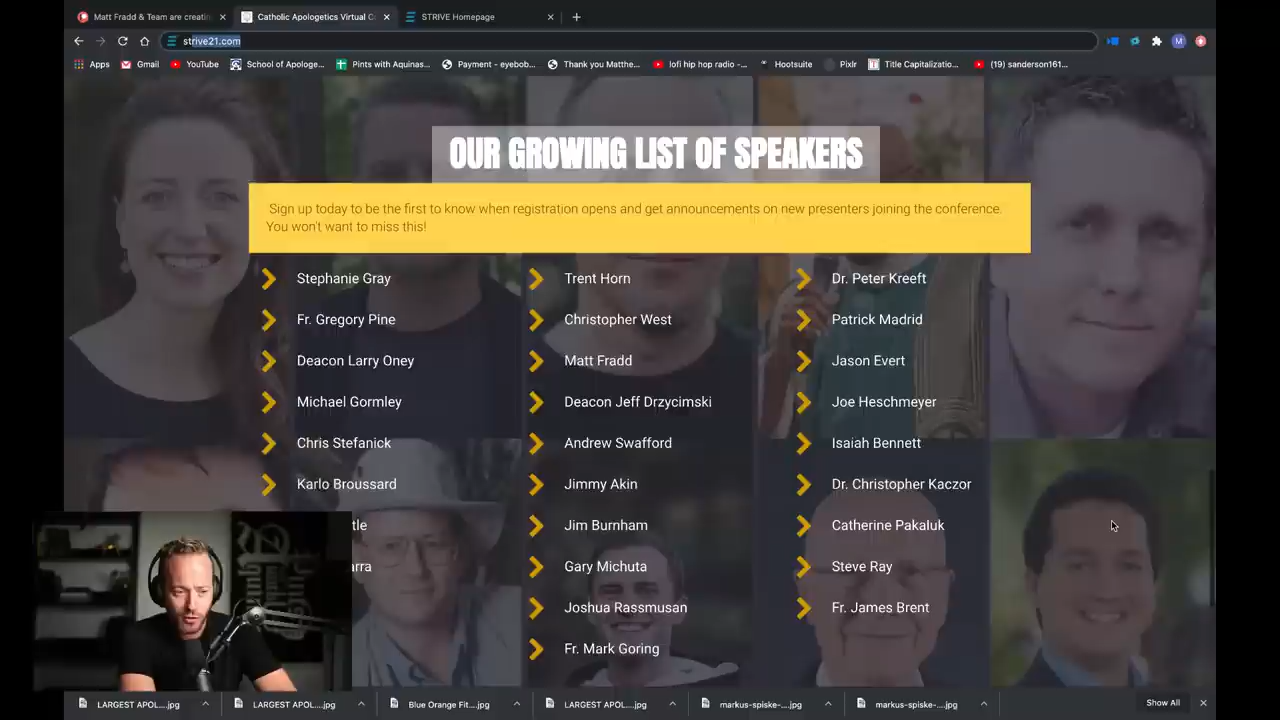 Matt Fradd & Team are creatin
Catholic Apologetics Virtual C
STRIVE Homepage
strive21.com
Apps
Gmail
YouTube
School of Apologe...
Pints with Aquinas...
Payment - eyebob...
Thank you Matthe...
lofi hip hop radio -...
Hootsuite
Pixlr
Title Capitalizatio...
(19) sanderson161...
OUR GROWING LIST OF SPEAKERS
Sign up today to be the first to know when registration opens and get announcements on new presenters joining the conference.
You won't want to miss this!
Stephanie Gray
Fr. Gregory Pine
Deacon Larry Oney
Michael Gormley
Chris Stefanick
Karlo Broussard
tle
arra
Trent Horn
Christopher West
Matt Fradd
Deacon Jeff Drzycimski
Andrew Swafford
Jimmy Akin
Jim Burnham
Gary Michuta
Joshua Rasmusan
Fr. Mark Goring
Dr. Peter Kreeft
Patrick Madrid
Jason Evert
Joe Heschmeyer
Isaiah Bennett
Dr. Christopher Kaczor
Catherine Pakaluk
Steve Ray
Fr. James Brent
LARGEST APOL....jpg
LARGEST APOL....jpg
Blue Orange Fit....jpg
LARGEST APOL....jpg
markus-spiske-....jpg
markus-spiske-....jpg
Show All